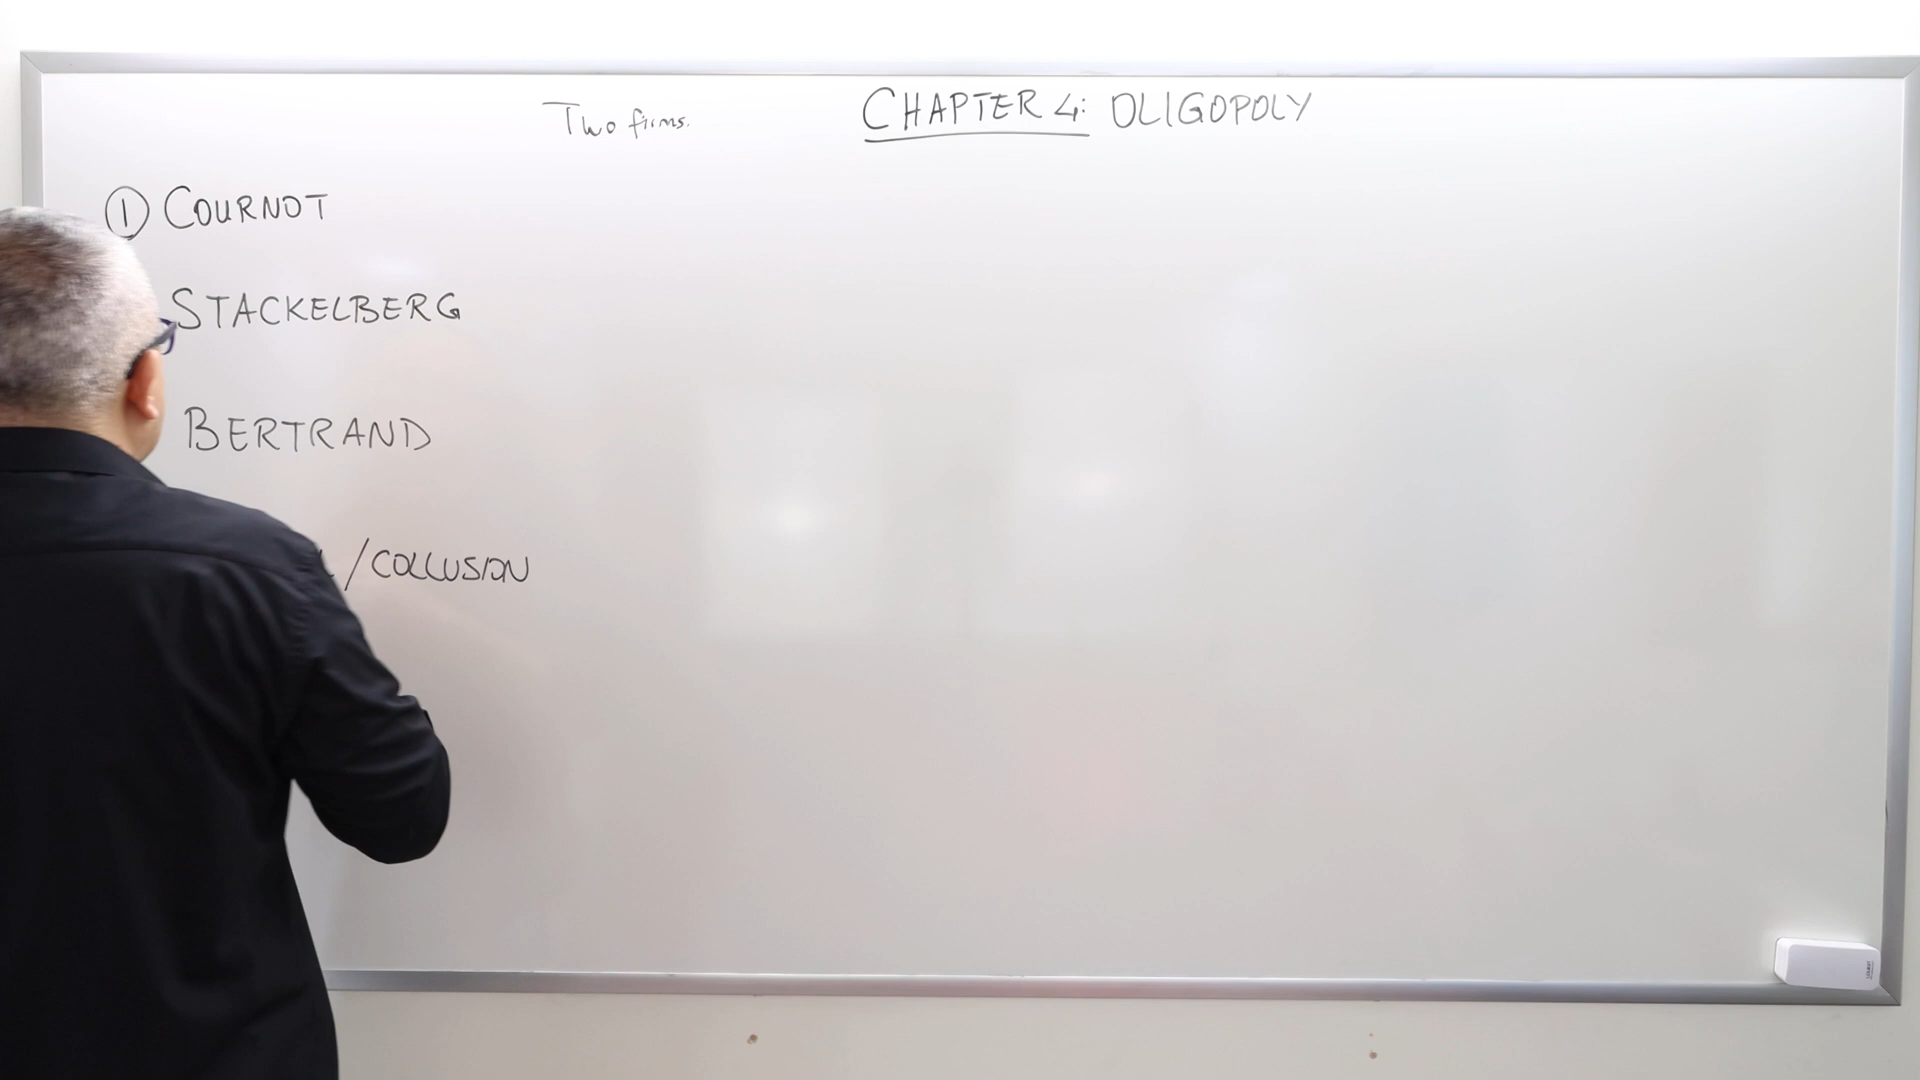 Two firms.
CHAPTER 4: OLIGOPOLY
① COURNOT
STACKELBERG
BERTRAND
/COLLUSION